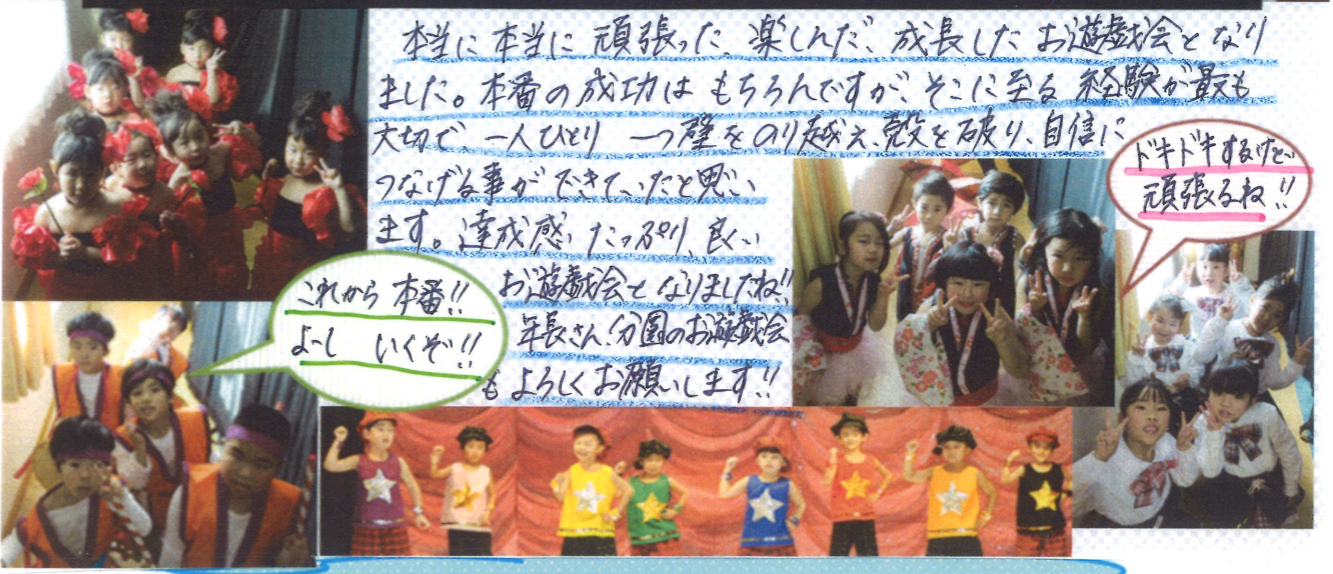 本当に本当に頑張った、楽しんだ、成長したお遊戯会となり
ました。本番の成功はもちろんですが、そこに至る経験が最も
大切で、一人ひとり一つ壁をのり越え、殻を破り、自信に
つなげる事ができていたと思い
ます。達成感たっぷり、良い
お遊戯会となりましたね!!
年長さん!分園のお遊戯会
もよろしくお願いします!!
ドキドキするけど
頑張るね!!
これから本番!!
よーし いくぞ!!